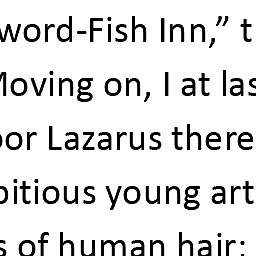 word-Fish Inn,” t
Moving on, I at las
oor Lazarus there
bitious young art
s of human hair;